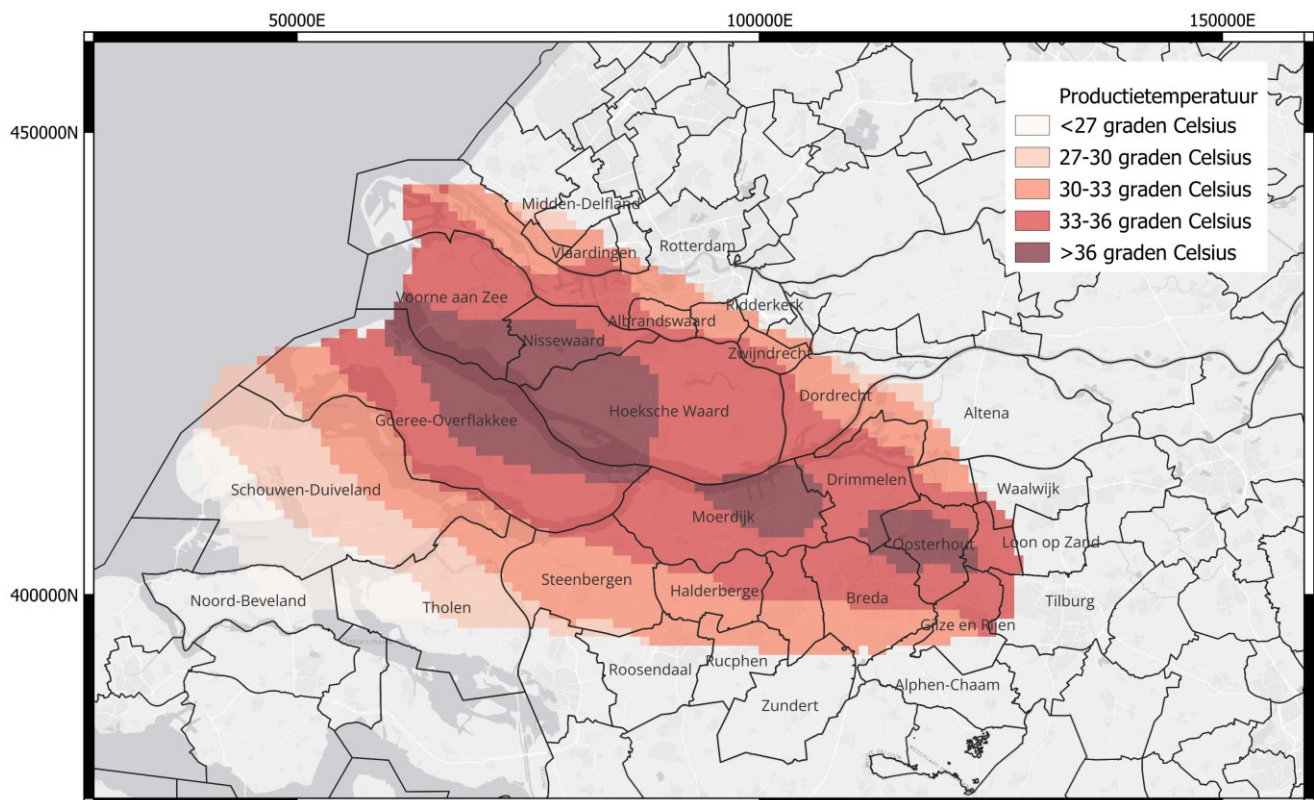 50000E
100000E
150000E
450000N
400000N
Productietemperatuur
<27 graden Celsius
27-30 graden Celsius
30-33 graden Celsius
33-36 graden Celsius
>36 graden Celsius
Midden-Delfland
Rotterdam
Vlaardingen
Voorne aan Zee
Ridderkerk
Albrandswaard
Nissewaard
Zwijndrecht
Dordrecht
Hoeksche Waard
Altena
Goeree-Overflakkee
Drimmelen
Schouwen-Duiveland
Waalwijk
Moerdijk
Oosterhout
Loon op Zand
Steenbergen
Halderberge
Breda
Noord-Beveland
Tholen
Tilburg
Gilze en Rijen
Roosendaal
Rucphen
Alphen-Chaam
Zundert